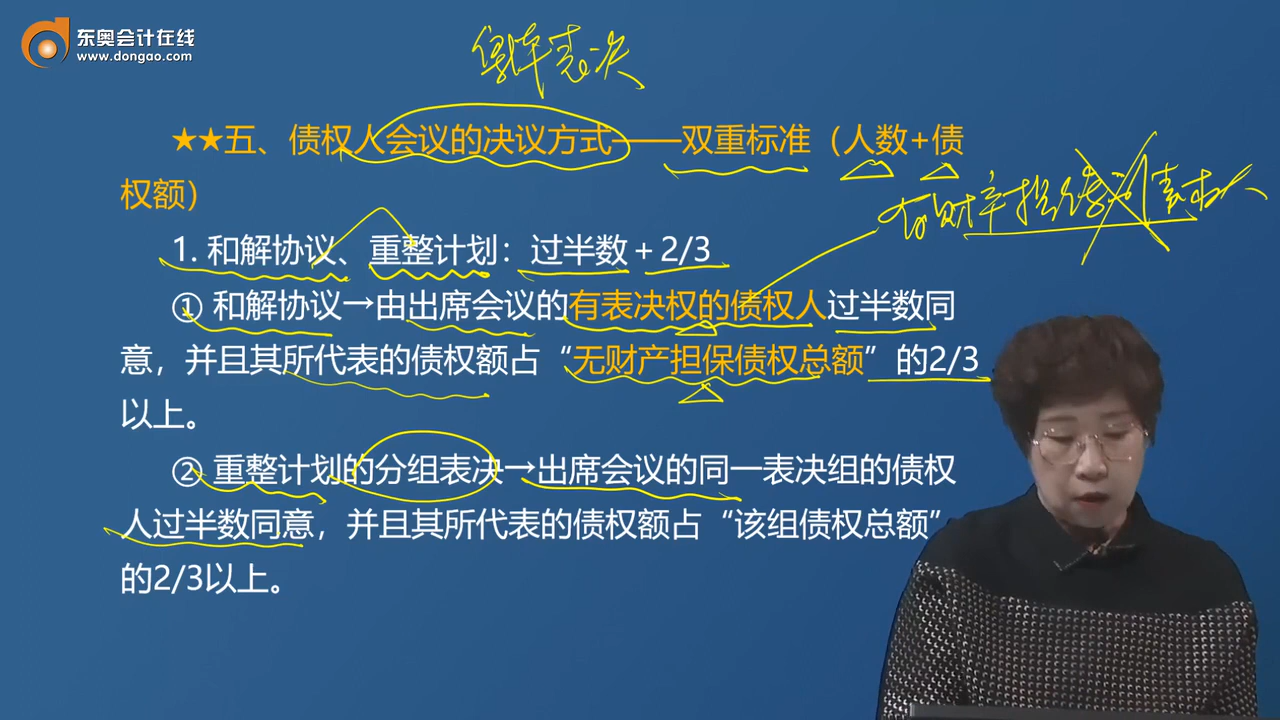 东奥会计在线
www.dongao.com
★★五、债权人会议的决议方式——双重标准（人数+债
权额）
1. 和解协议、重整计划：过半数＋2/3
① 和解协议→由出席会议的有表决权的债权人过半数同
意，并且其所代表的债权额占“无财产担保债权总额”的2/3
以上。
② 重整计划的分组表决→出席会议的同一表决组的债权
人过半数同意，并且其所代表的债权额占“该组债权总额”
的2/3以上。